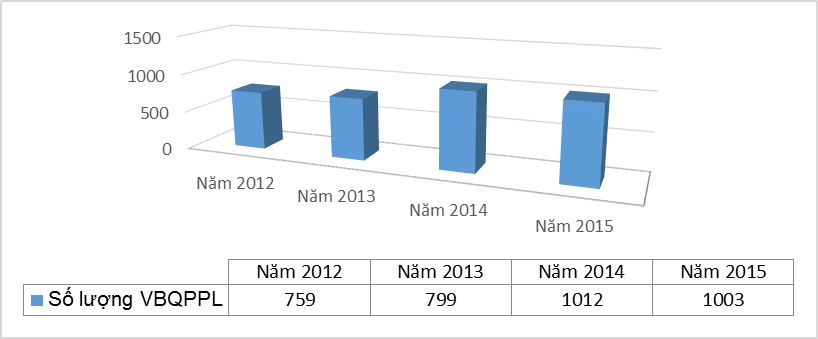 1500
1000
500
0
Năm 2012
Năm 2013
Năm 2014
Năm 2015
Năm 2012 Năm 2013 Năm 2014 Năm 2015
Số lượng VBQPPL 759 799 1012 1003